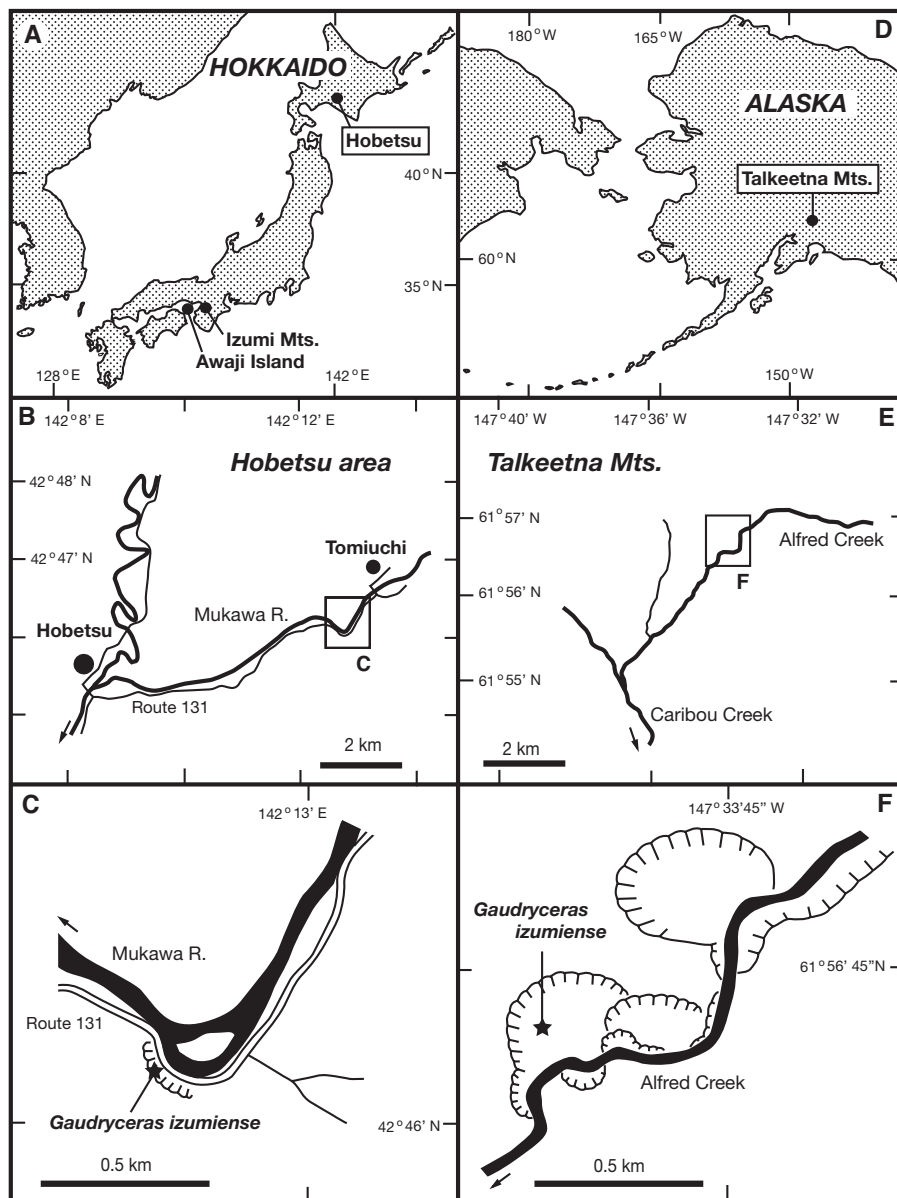 A
HOKKAIDO
Hobetsu
40°N
35°N
Izumi Mts.
Awaji Island
128°E
142°E
D
180°W
165°W
ALASKA
Talkeetna Mts.
60°N
150°W
B
142°8' E
142°12' E
Hobetsu area
42°48' N
42°47' N
Tomiuchi
Mukawa R.
Hobetsu
C
Route 131
2 km
E
147°40' W
147°36' W
147°32' W
Talkeetna Mts.
61°57' N
Alfred Creek
F
61°56' N
61°55' N
Caribou Creek
2 km
C
142°13' E
Mukawa R.
Route 131
Gaudryceras izumiense
42°46' N
0.5 km
F
147°33'45" W
Gaudryceras
izumiense
61°56' 45"N
Alfred Creek
0.5 km